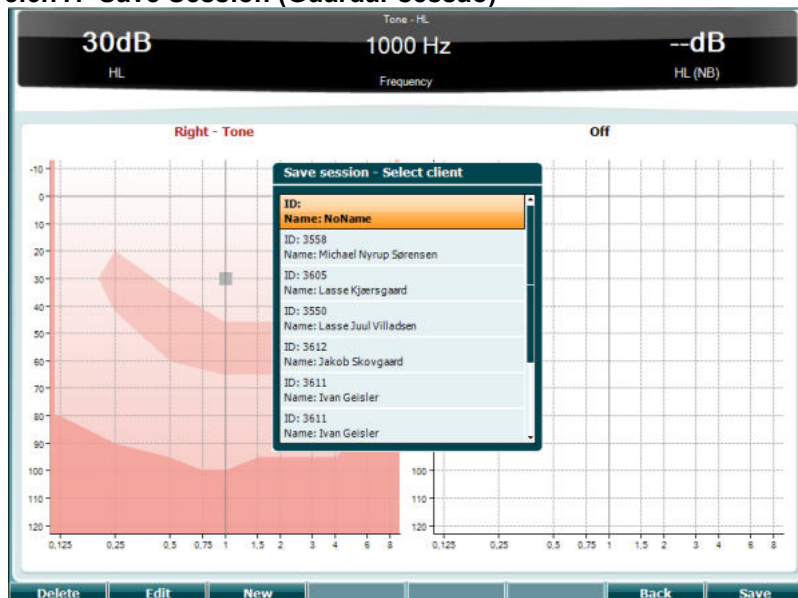 Save Session (Guardar sessão)
Tone - HL
30dB
1000 Hz
--dB
HL
Frequency
HL (NB)
Right - Tone
Off
Save session - Select client
ID:
Name: NoName
ID: 3558
Name: Michael Nyrup Sørensen
ID: 3605
Name: Lasse Kjærsgaard
ID: 3550
Name: Lasse Juul Villadsen
ID: 3612
Name: Jakob Skovgaard
ID: 3611
Name: Ivan Geisler
ID: 3611
Name: Ivan Geisler
-10
0
10
20
30
40
50
60
70
80
90
100
110
120
100
110
120
0,125 0,25 0,5 0,75 1 1,5 2 3 4 6 8
0,125 0,25 0,5 0,75 1 1,5 2 3 4 6 8
Delete Edit New Back Save